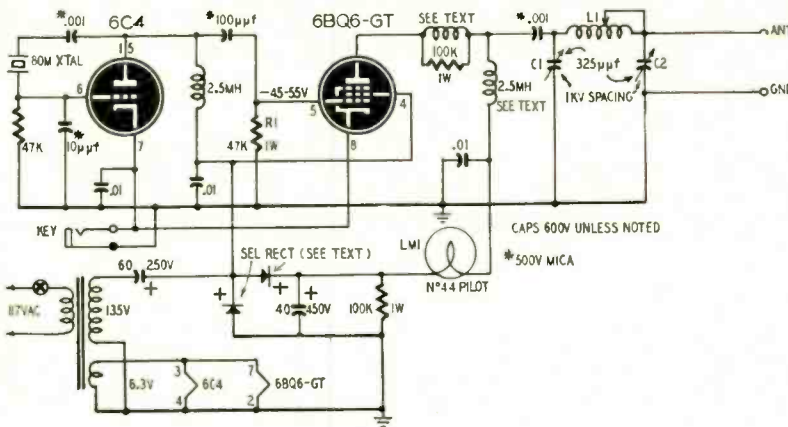 6C4
6BQ6-GT
SEE TEXT
*.001
*100µµf
*.001
L1
ANT
1 5
80M XTAL
100K
1W
C1
325µµf
C2
6
-45-55V
5
4
2.5MH
SEE TEXT
1KV SPACING
GND
2.5MH
R1
1W
47K
*10µµf
7
47K
8
.01
.01
.01
KEY
CAPS 600V UNLESS NOTED
*500V MICA
SEL RECT (SEE TEXT)
LM1
Nº44 PILOT
60 250V
+
+
+
117VAC
135V
40 450V
100K
1W
6.3V
3
6C4
4
7
6BQ6-GT
2